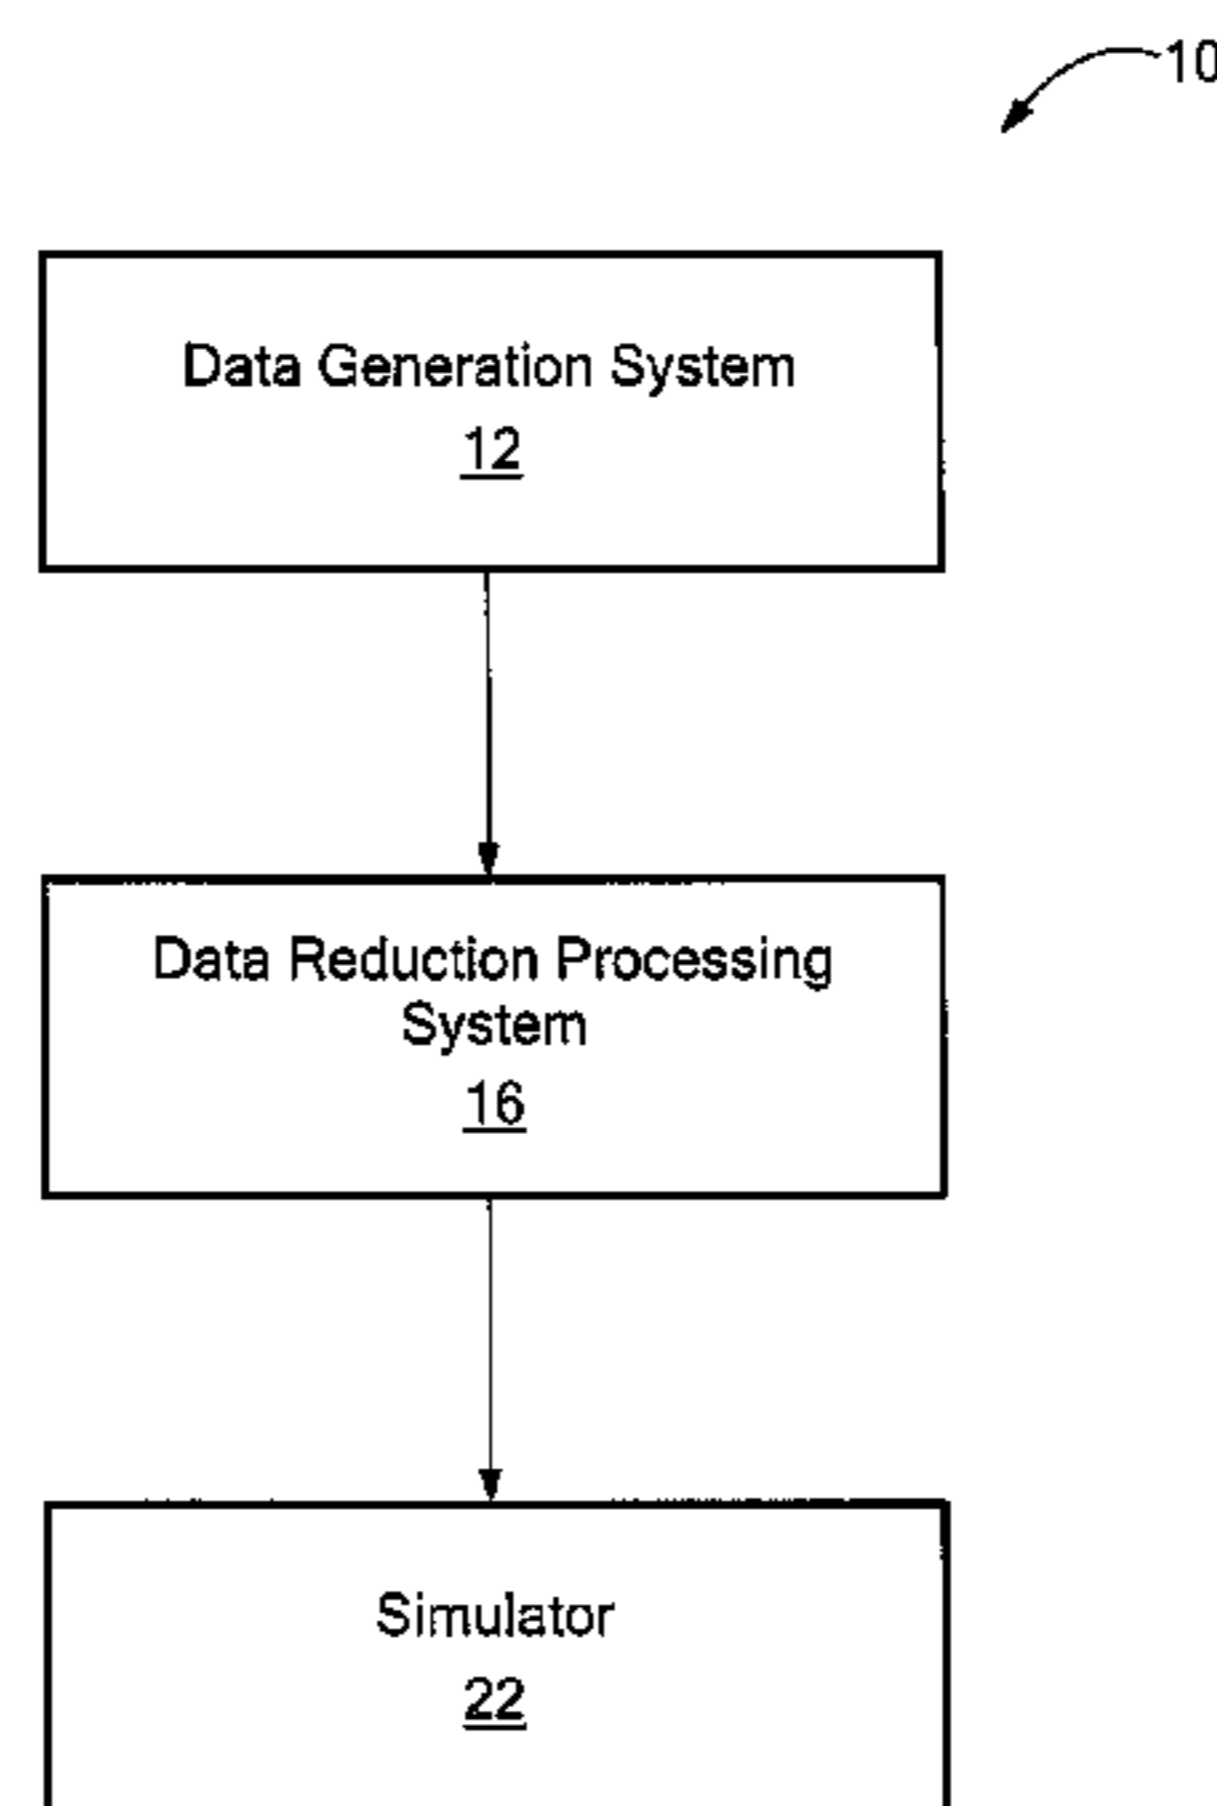 10
Data Generation System
12
Data Reduction Processing
System
16
Simulator
22